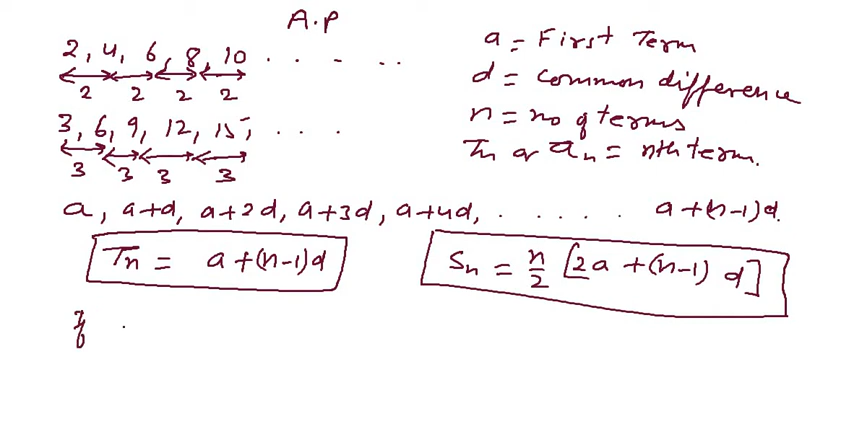 A.P
2, 4, 6, 8, 10 . . . . .
2 2 2 2
3, 6, 9, 12, 15, . . . .
3 3 3 3
a = First Term
d = Common difference
n = no of terms
Tn or an = nth term.
a, a+d, a+2d, a+3d, a+4d, . . . . . a+(n-1)d.
Tn = a+(n-1)d
Sn = n/2 [2a+(n-1) d]
If